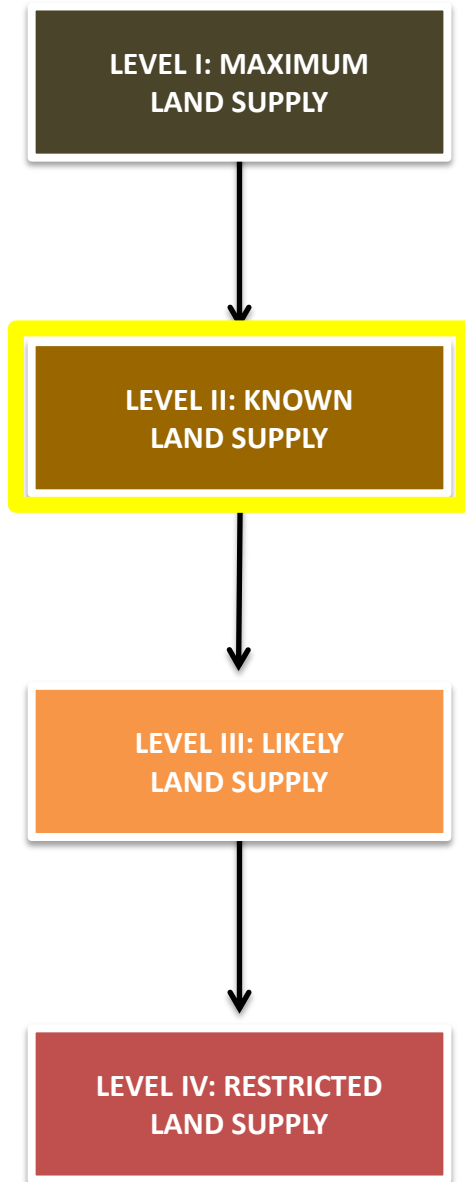 LEVEL I: MAXIMUM
LAND SUPPLY
LEVEL II: KNOWN
LAND SUPPLY
LEVEL III: LIKELY
LAND SUPPLY
LEVEL IV: RESTRICTED
LAND SUPPLY